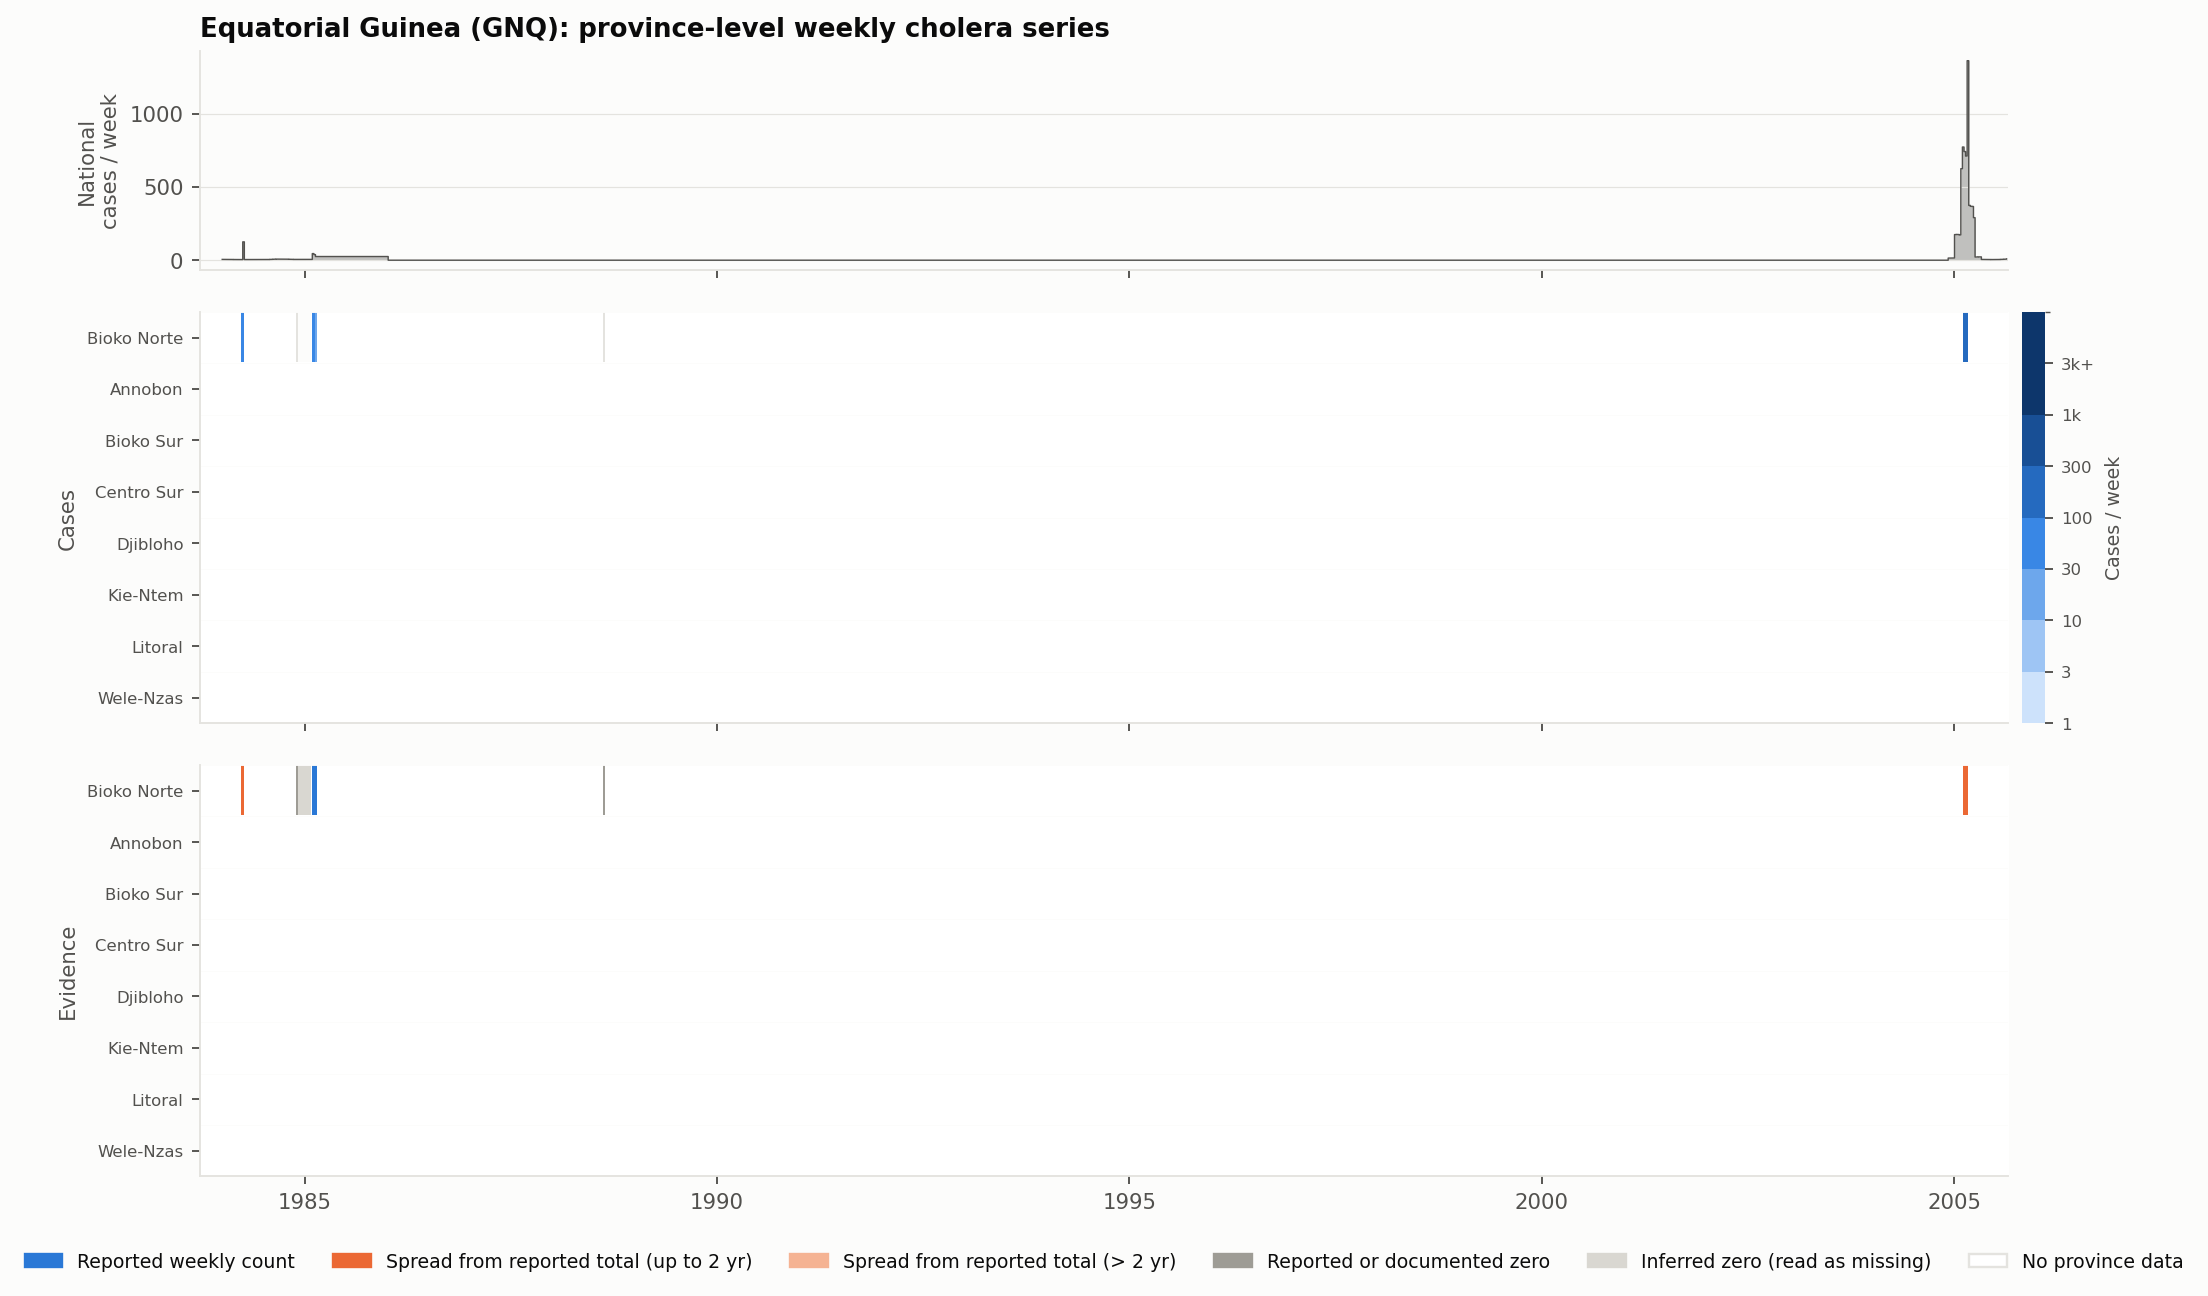 Equatorial Guinea (GNQ): province-level weekly cholera series
National
cases / week
1000
500
0
Cases
Bioko Norte
Annobon
Bioko Sur
Centro Sur
Djibloho
Kie-Ntem
Litoral
Wele-Nzas
3k+
1k
300
100
30
10
3
1
Cases / week
Evidence
Bioko Norte
Annobon
Bioko Sur
Centro Sur
Djibloho
Kie-Ntem
Litoral
Wele-Nzas
1985
1990
1995
2000
2005
Reported weekly count
Spread from reported total (up to 2 yr)
Spread from reported total (> 2 yr)
Reported or documented zero
Inferred zero (read as missing)
No province data